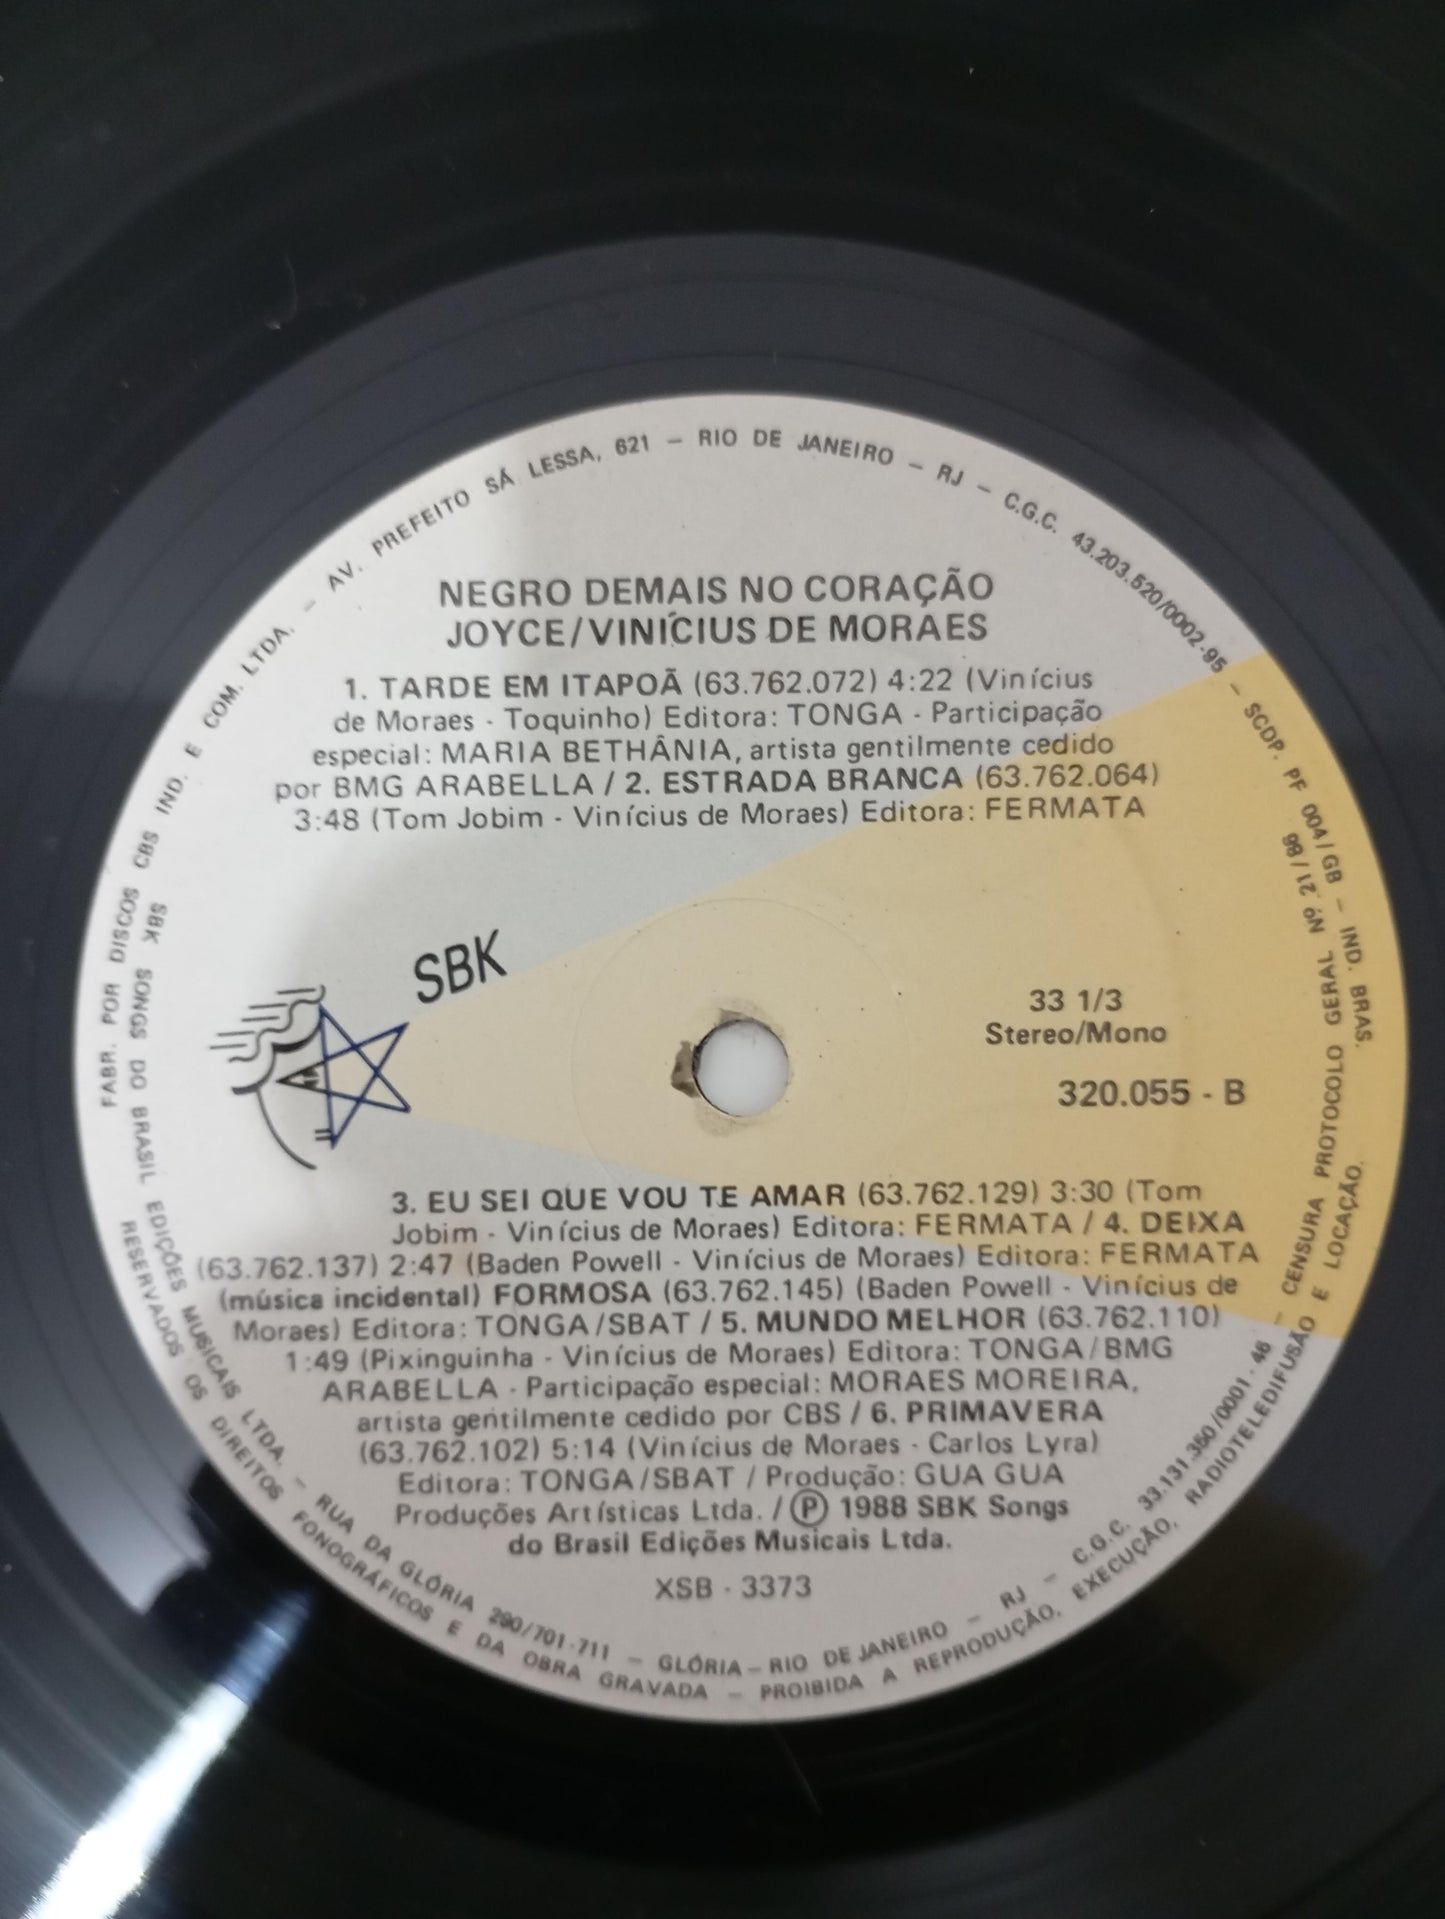 FABR. POR DISCOS CBS IND. E COM. LTDA. – AV. PREFEITO SÁ LESSA, 621 – RIO DE JANEIRO – RJ – C.G.C. 43.203.520/0002-95 – SCDP. PF 004/GB – IND. BRAS.
NEGRO DEMAIS NO CORAÇÃO
JOYCE/VINÍCIUS DE MORAES
1. TARDE EM ITAPOÃ (63.762.072) 4:22 (Vinícius
de Moraes - Toquinho) Editora: TONGA - Participação
especial: MARIA BETHÂNIA, artista gentilmente cedido
por BMG ARABELLA / 2. ESTRADA BRANCA (63.762.064)
3:48 (Tom Jobim - Vinícius de Moraes) Editora: FERMATA
SBK
33 1/3
Stereo/Mono
320.055 - B
3. EU SEI QUE VOU TE AMAR (63.762.129) 3:30 (Tom
Jobim - Vinícius de Moraes) Editora: FERMATA / 4. DEIXA
(63.762.137) 2:47 (Baden Powell - Vinícius de Moraes) Editora: FERMATA
(música incidental) FORMOSA (63.762.145) (Baden Powell - Vinícius de
Moraes) Editora: TONGA/SBAT / 5. MUNDO MELHOR (63.762.110)
1:49 (Pixinguinha - Vinícius de Moraes) Editora: TONGA/BMG
ARABELLA - Participação especial: MORAES MOREIRA,
artista gentilmente cedido por CBS / 6. PRIMAVERA
(63.762.102) 5:14 (Vinícius de Moraes - Carlos Lyra)
Editora: TONGA/SBAT / Produção: GUA GUA
Produções Artísticas Ltda. / Ⓟ 1988 SBK Songs
do Brasil Edições Musicais Ltda.
XSB - 3373
SBK SONGS DO BRASIL EDIÇÕES MUSICAIS LTDA. – RUA DA GLÓRIA 290/701-711 – GLÓRIA – RIO DE JANEIRO – RJ – C.G.C. 33.131.350/0001-46 – CENSURA PROTOCOLO GERAL Nº 21/88
RESERVADOS OS DIREITOS FONOGRÁFICOS E DA OBRA GRAVADA – PROIBIDA A REPRODUÇÃO, EXECUÇÃO, RADIOTELEDIFUSÃO E LOCAÇÃO.